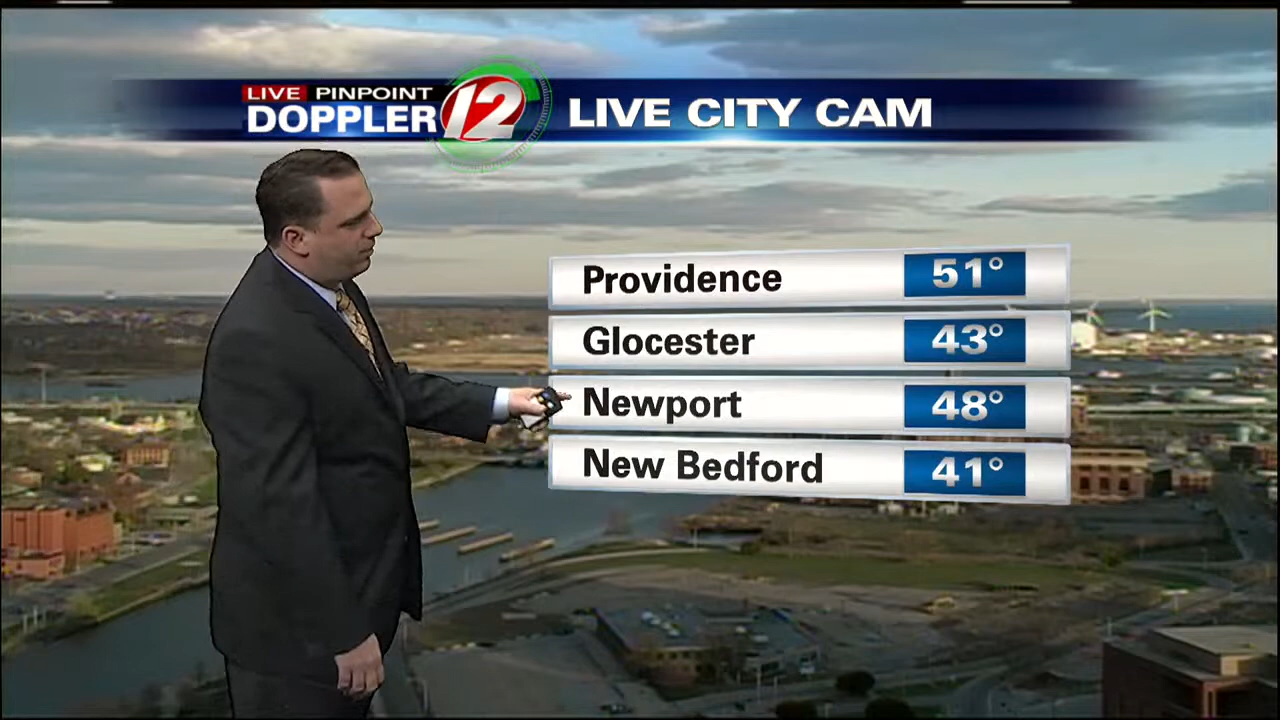 LIVE PINPOINT
DOPPLER 12
LIVE CITY CAM
Providence 51°
Glocester 43°
Newport 48°
New Bedford 41°